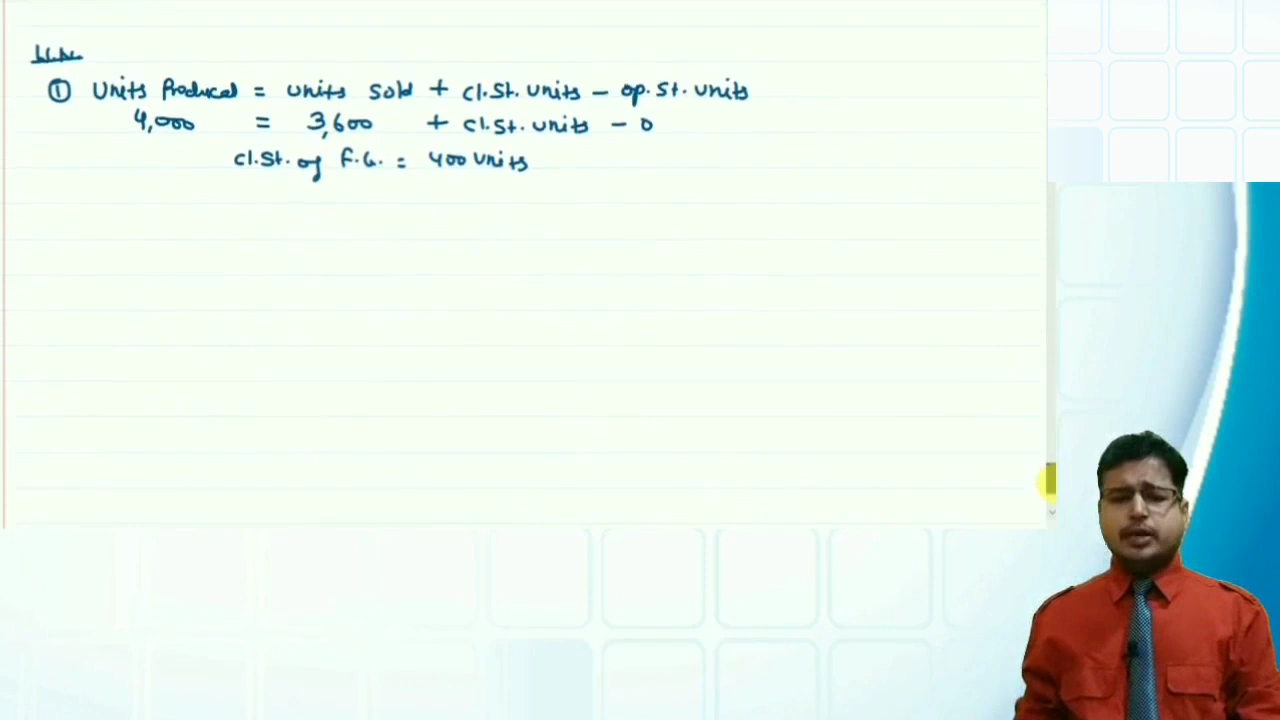 W.N.
① Units Produced = Units Sold + Cl.St. Units - Op.St. Units
4,000 = 3,600 + Cl.St. Units - 0
Cl.St. of F.G. = 400 Units